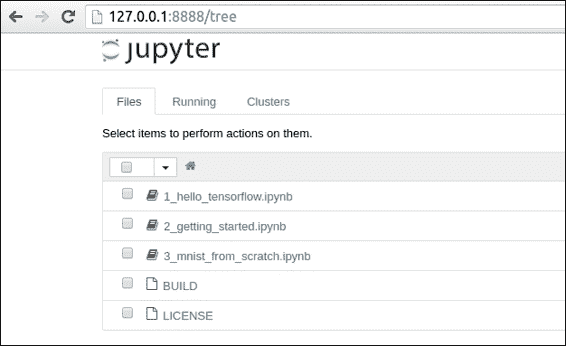 127.0.0.1:8888/tree
jupyter
Files Running Clusters
Select items to perform actions on them.
1_hello_tensorflow.ipynb
2_getting_started.ipynb
3_mnist_from_scratch.ipynb
BUILD
LICENSE